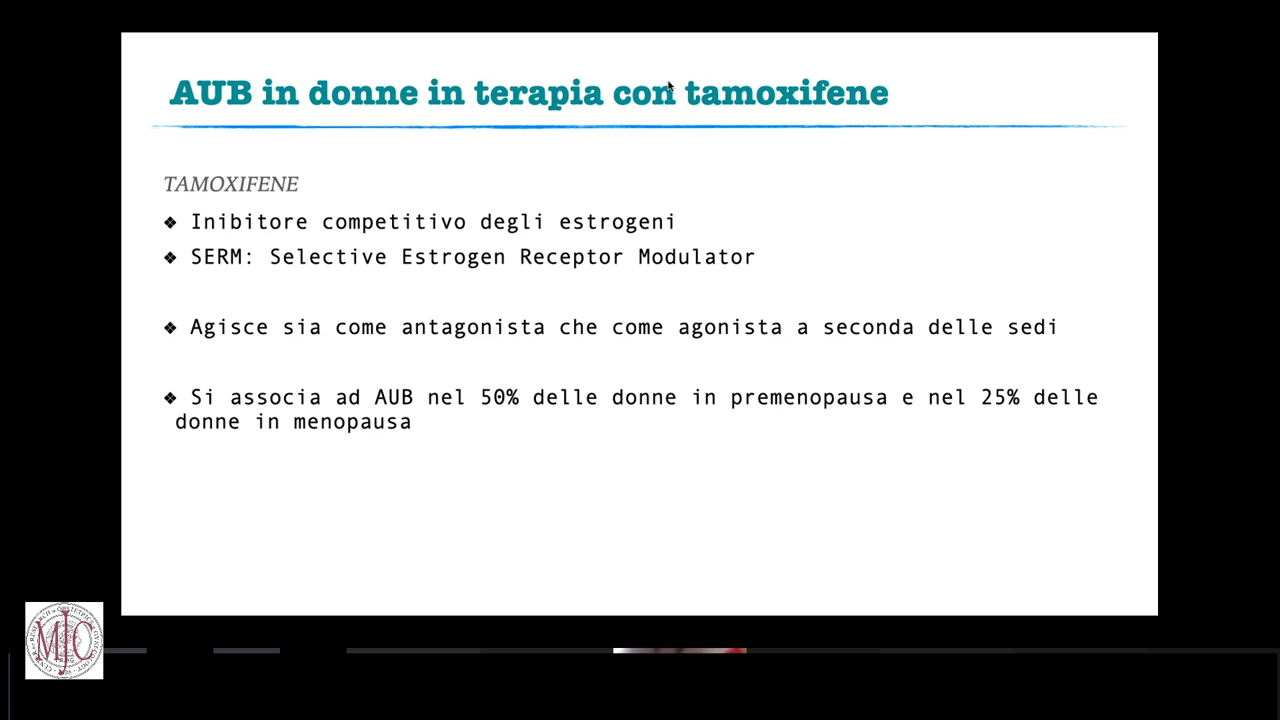 AUB in donne in terapia con tamoxifene
TAMOXIFENE
❖ Inibitore competitivo degli estrogeni
❖ SERM: Selective Estrogen Receptor Modulator
❖ Agisce sia come antagonista che come agonista a seconda delle sedi
❖ Si associa ad AUB nel 50% delle donne in premenopausa e nel 25% delle
donne in menopausa
MJC